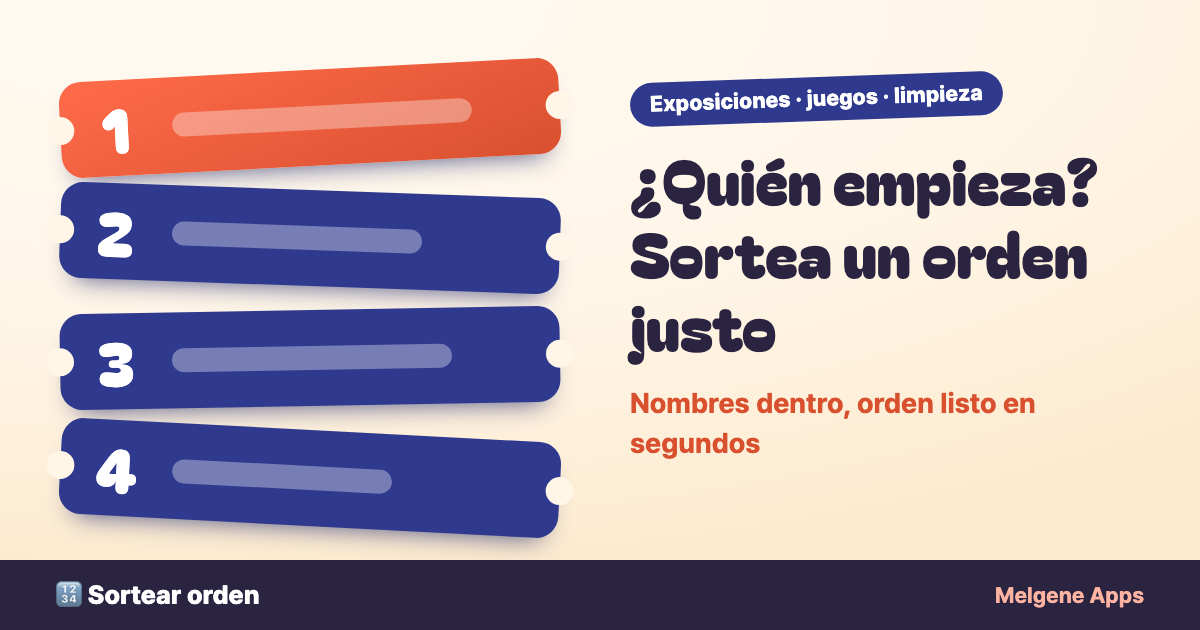 1
2
3
4
Exposiciones · juegos · limpieza
¿Quién empieza?
Sortea un orden
justo
Nombres dentro, orden listo en
segundos
🔢 Sortear orden
Melgene Apps